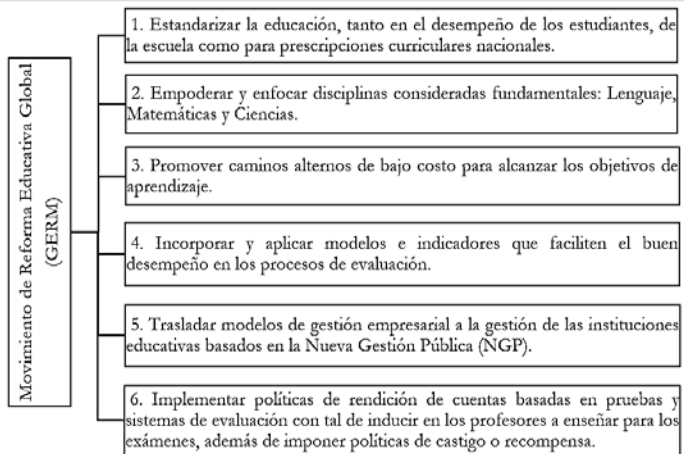 Movimiento de Reforma Educativa Global
(GERM)
1. Estandarizar la educación, tanto en el desempeño de los estudiantes, de
la escuela como para prescripciones curriculares nacionales.
2. Empoderar y enfocar disciplinas consideradas fundamentales: Lenguaje,
Matemáticas y Ciencias.
3. Promover caminos alternos de bajo costo para alcanzar los objetivos de
aprendizaje.
4. Incorporar y aplicar modelos e indicadores que faciliten el buen
desempeño en los procesos de evaluación.
5. Trasladar modelos de gestión empresarial a la gestión de las instituciones
educativas basados en la Nueva Gestión Pública (NGP).
6. Implementar políticas de rendición de cuentas basadas en pruebas y
sistemas de evaluación con tal de inducir en los profesores a enseñar para los
exámenes, además de imponer políticas de castigo o recompensa.